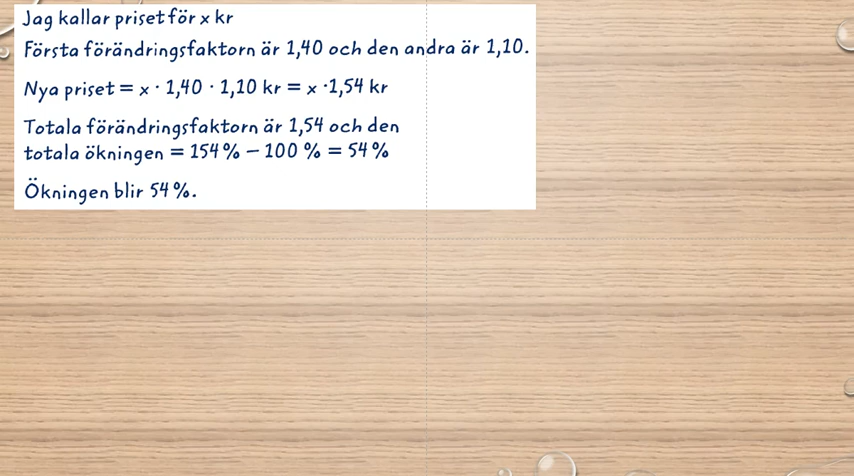 Jag kallar priset för x kr
Första förändringsfaktorn är 1,40 och den andra är 1,10.
Nya priset = x · 1,40 · 1,10 kr = x ·1,54 kr
Totala förändringsfaktorn är 1,54 och den
totala ökningen = 154 % – 100 % = 54 %
Ökningen blir 54 %.